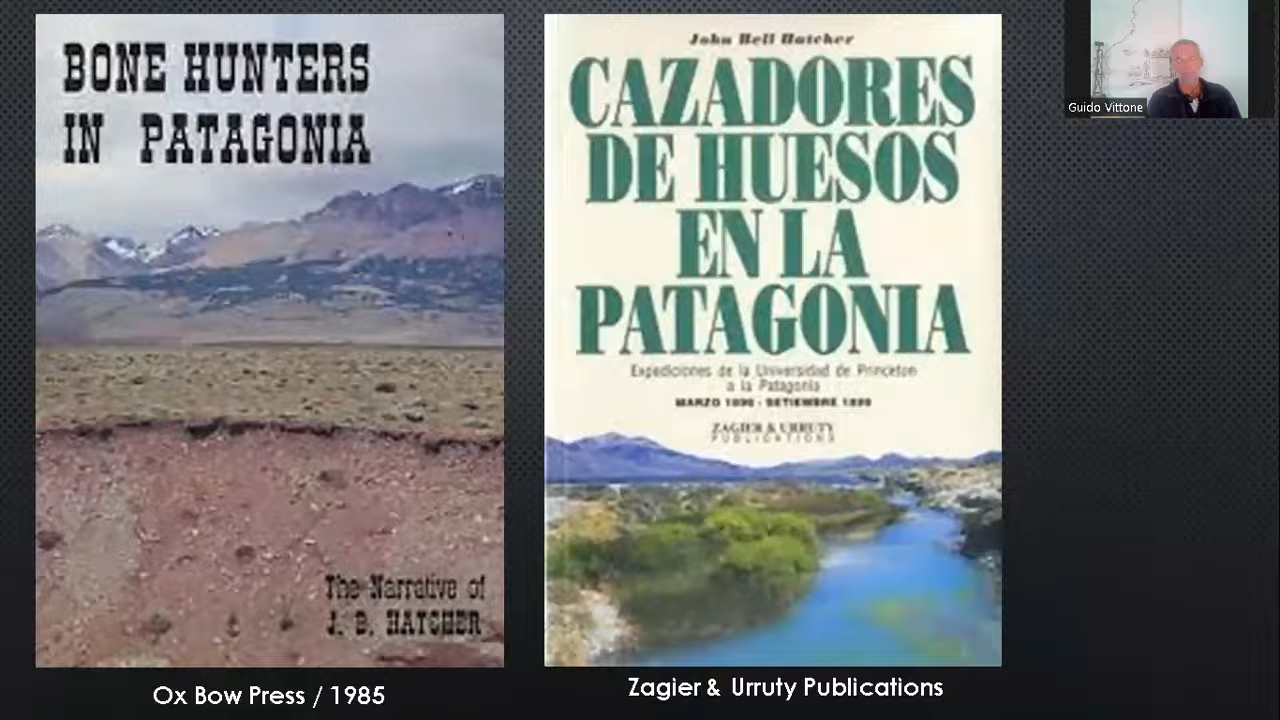 BONE HUNTERS
IN PATAGONIA
The Narrative of
J. B. HATCHER
Ox Bow Press / 1985
John Bell Hatcher
CAZADORES
DE HUESOS
EN LA
PATAGONIA
Expediciones de la Universidad de Princeton
a la Patagonia
MARZO 1896 - SETIEMBRE 1899
ZAGIER & URRUTY
PUBLICATIONS
Zagier & Urruty Publications
Guido Vittone